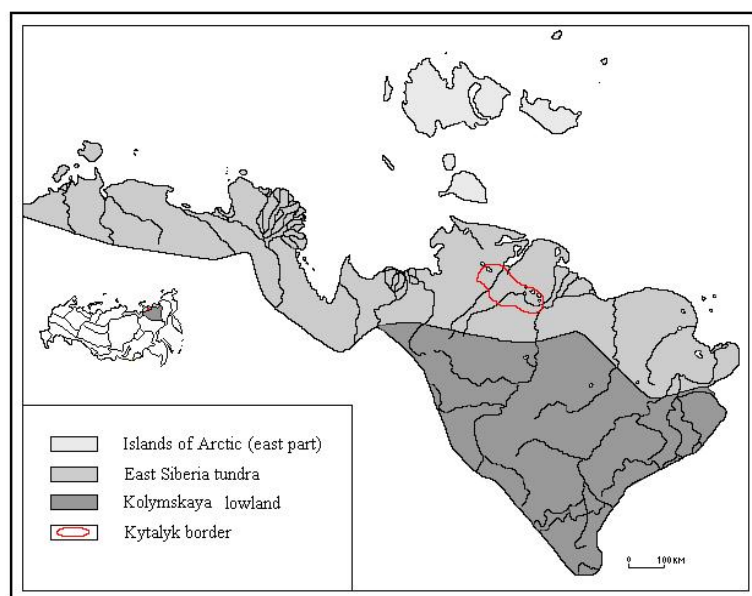 Islands of Arctic (east part)
East Siberia tundra
Kolymskaya lowland
Kytalyk border
0 100 KM